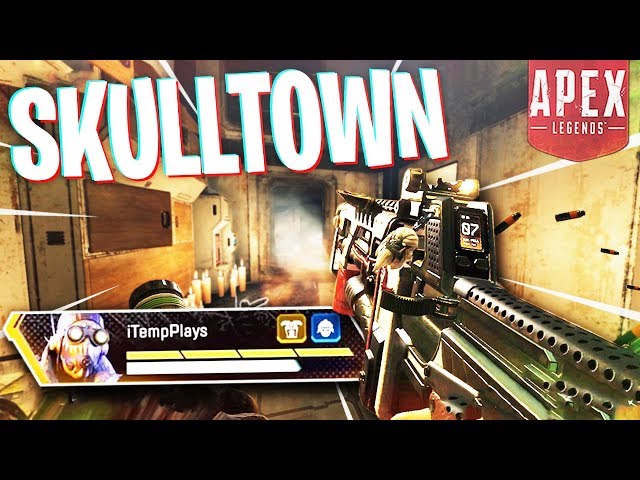 SKULLTOWN
APEX
LEGENDS
iTempPlays
07